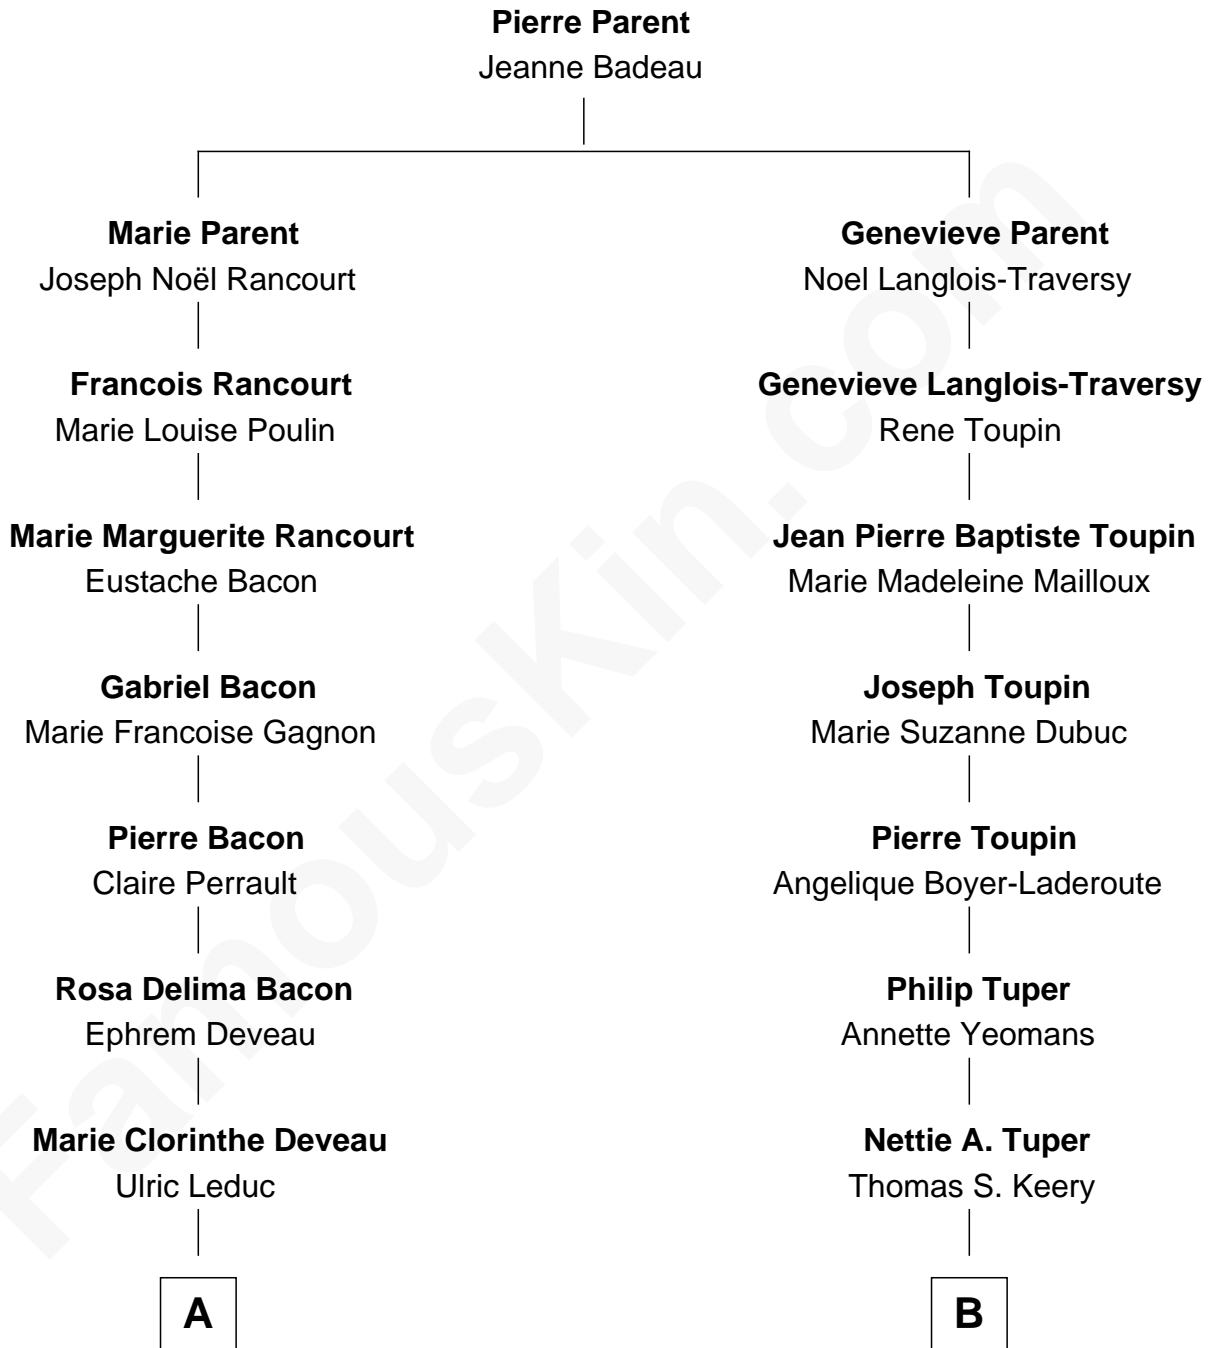 Pierre Parent
Jeanne Badeau
Marie Parent
Joseph Noël Rancourt
Genevieve Parent
Noel Langlois-Traversy
Francois Rancourt
Marie Louise Poulin
Genevieve Langlois-Traversy
Rene Toupin
Marie Marguerite Rancourt
Eustache Bacon
Jean Pierre Baptiste Toupin
Marie Madeleine Mailloux
Gabriel Bacon
Marie Francoise Gagnon
Joseph Toupin
Marie Suzanne Dubuc
Pierre Bacon
Claire Perrault
Pierre Toupin
Angelique Boyer-Laderoute
Rosa Delima Bacon
Ephrem Deveau
Philip Tuper
Annette Yeomans
Marie Clorinthe Deveau
Ulric Leduc
Nettie A. Tuper
Thomas S. Keery
A
B
FamousKin.com